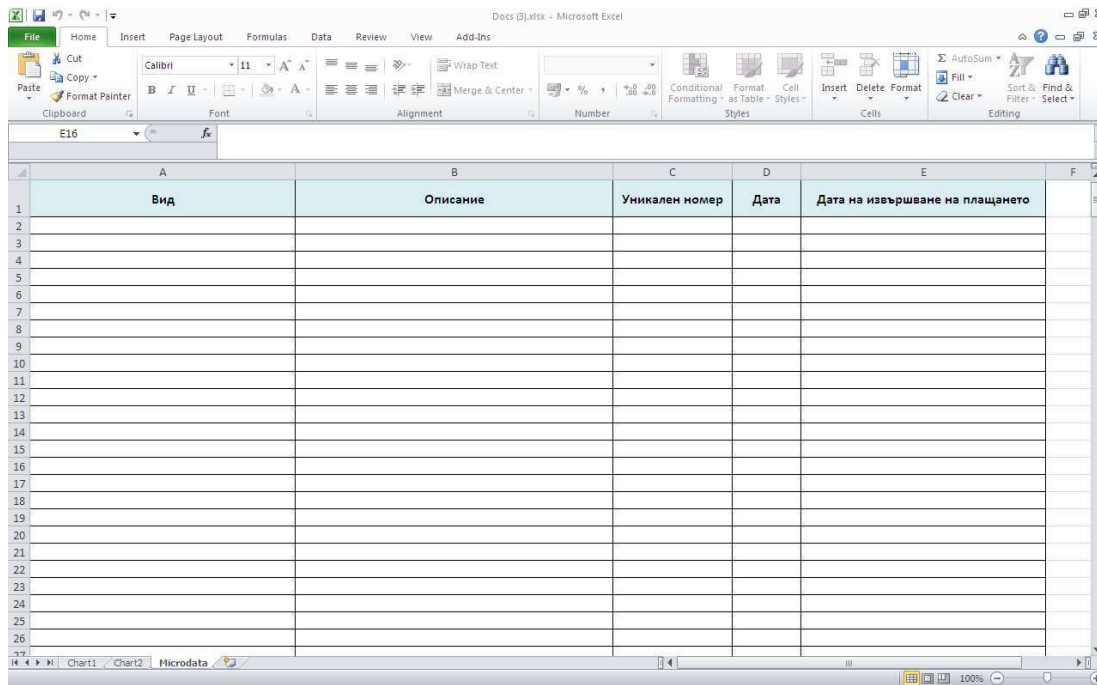 Docs (3).xlsx - Microsoft Excel
File Home Insert Page Layout Formulas Data Review View Add-Ins
Cut Calibri 11 Wrap Text Σ AutoSum
Copy Fill
Paste Format Painter B I U A Merge & Center % , Conditional Formatting Format as Table Cell Styles Insert Delete Format Clear Sort & Filter Find & Select
Clipboard Font Alignment Number Styles Cells Editing
E16 fx
A B C D E F
1 Вид Описание Уникален номер Дата Дата на извършване на плащането
2
3
4
5
6
7
8
9
10
11
12
13
14
15
16
17
18
19
20
21
22
23
24
25
26
27
Chart1 Chart2 Microdata
100%